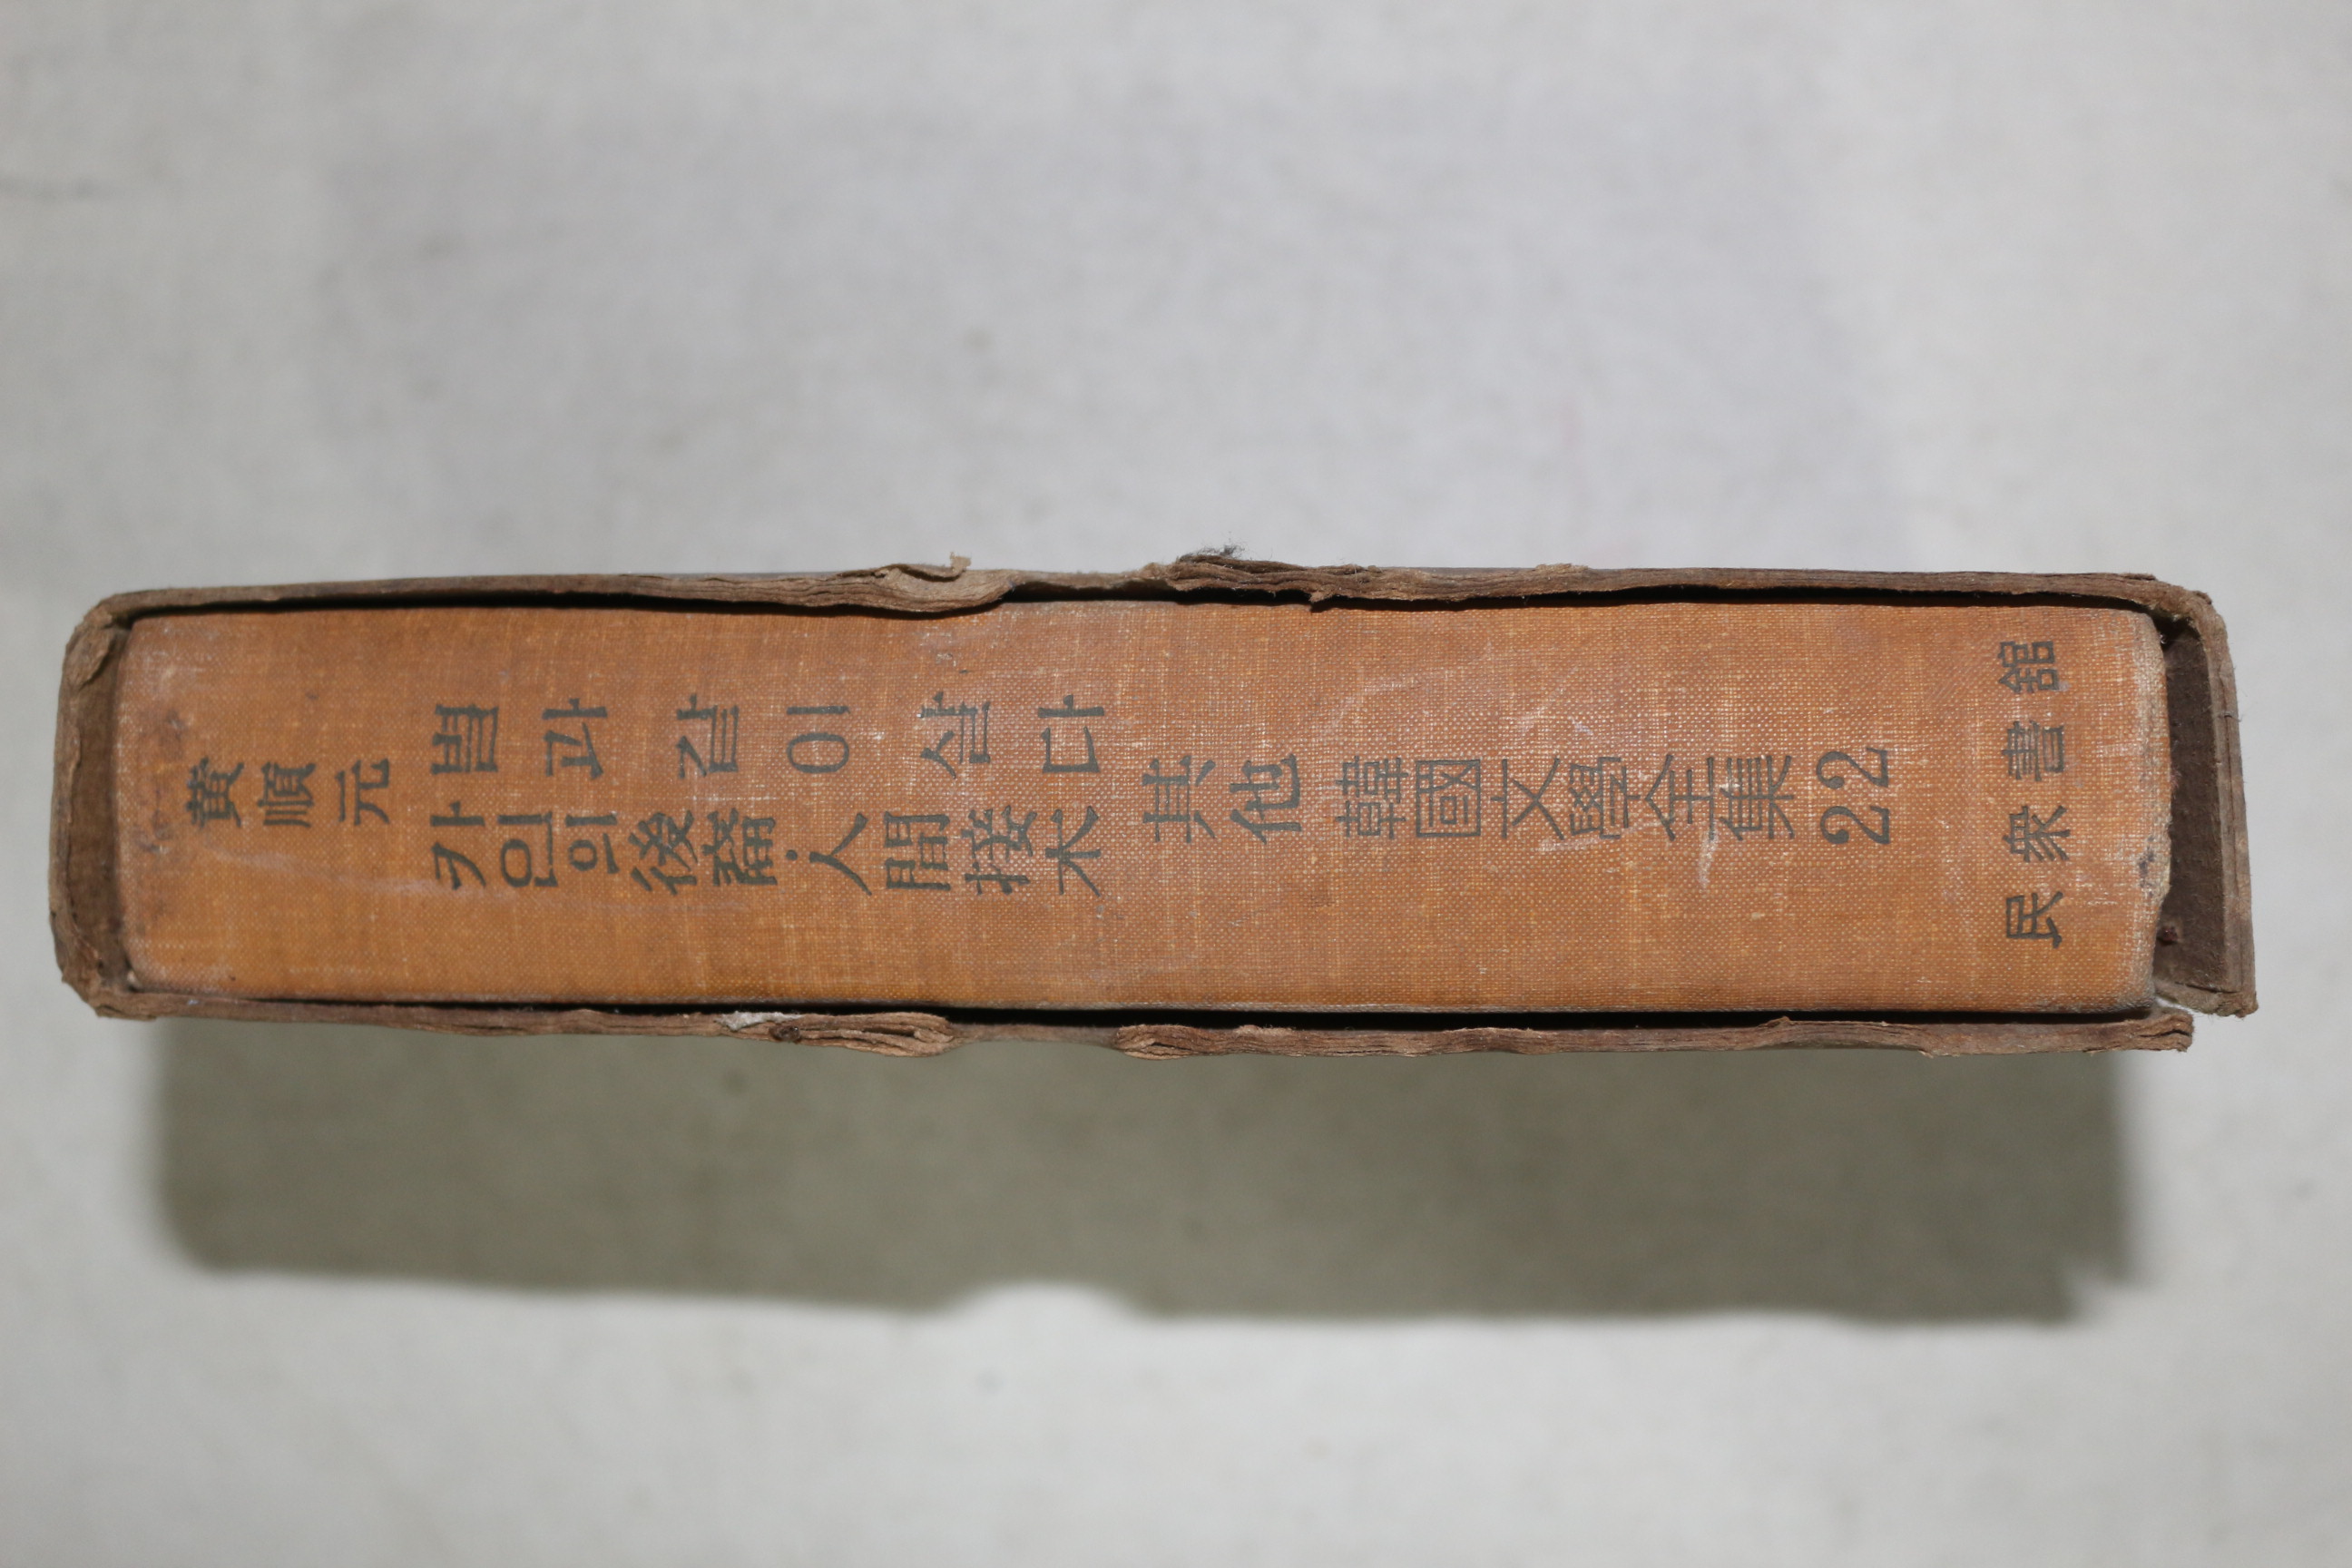 黃順元
별과 같이 살다
카인의後裔·人間接木
其他
韓國文學全集 22
民衆書館